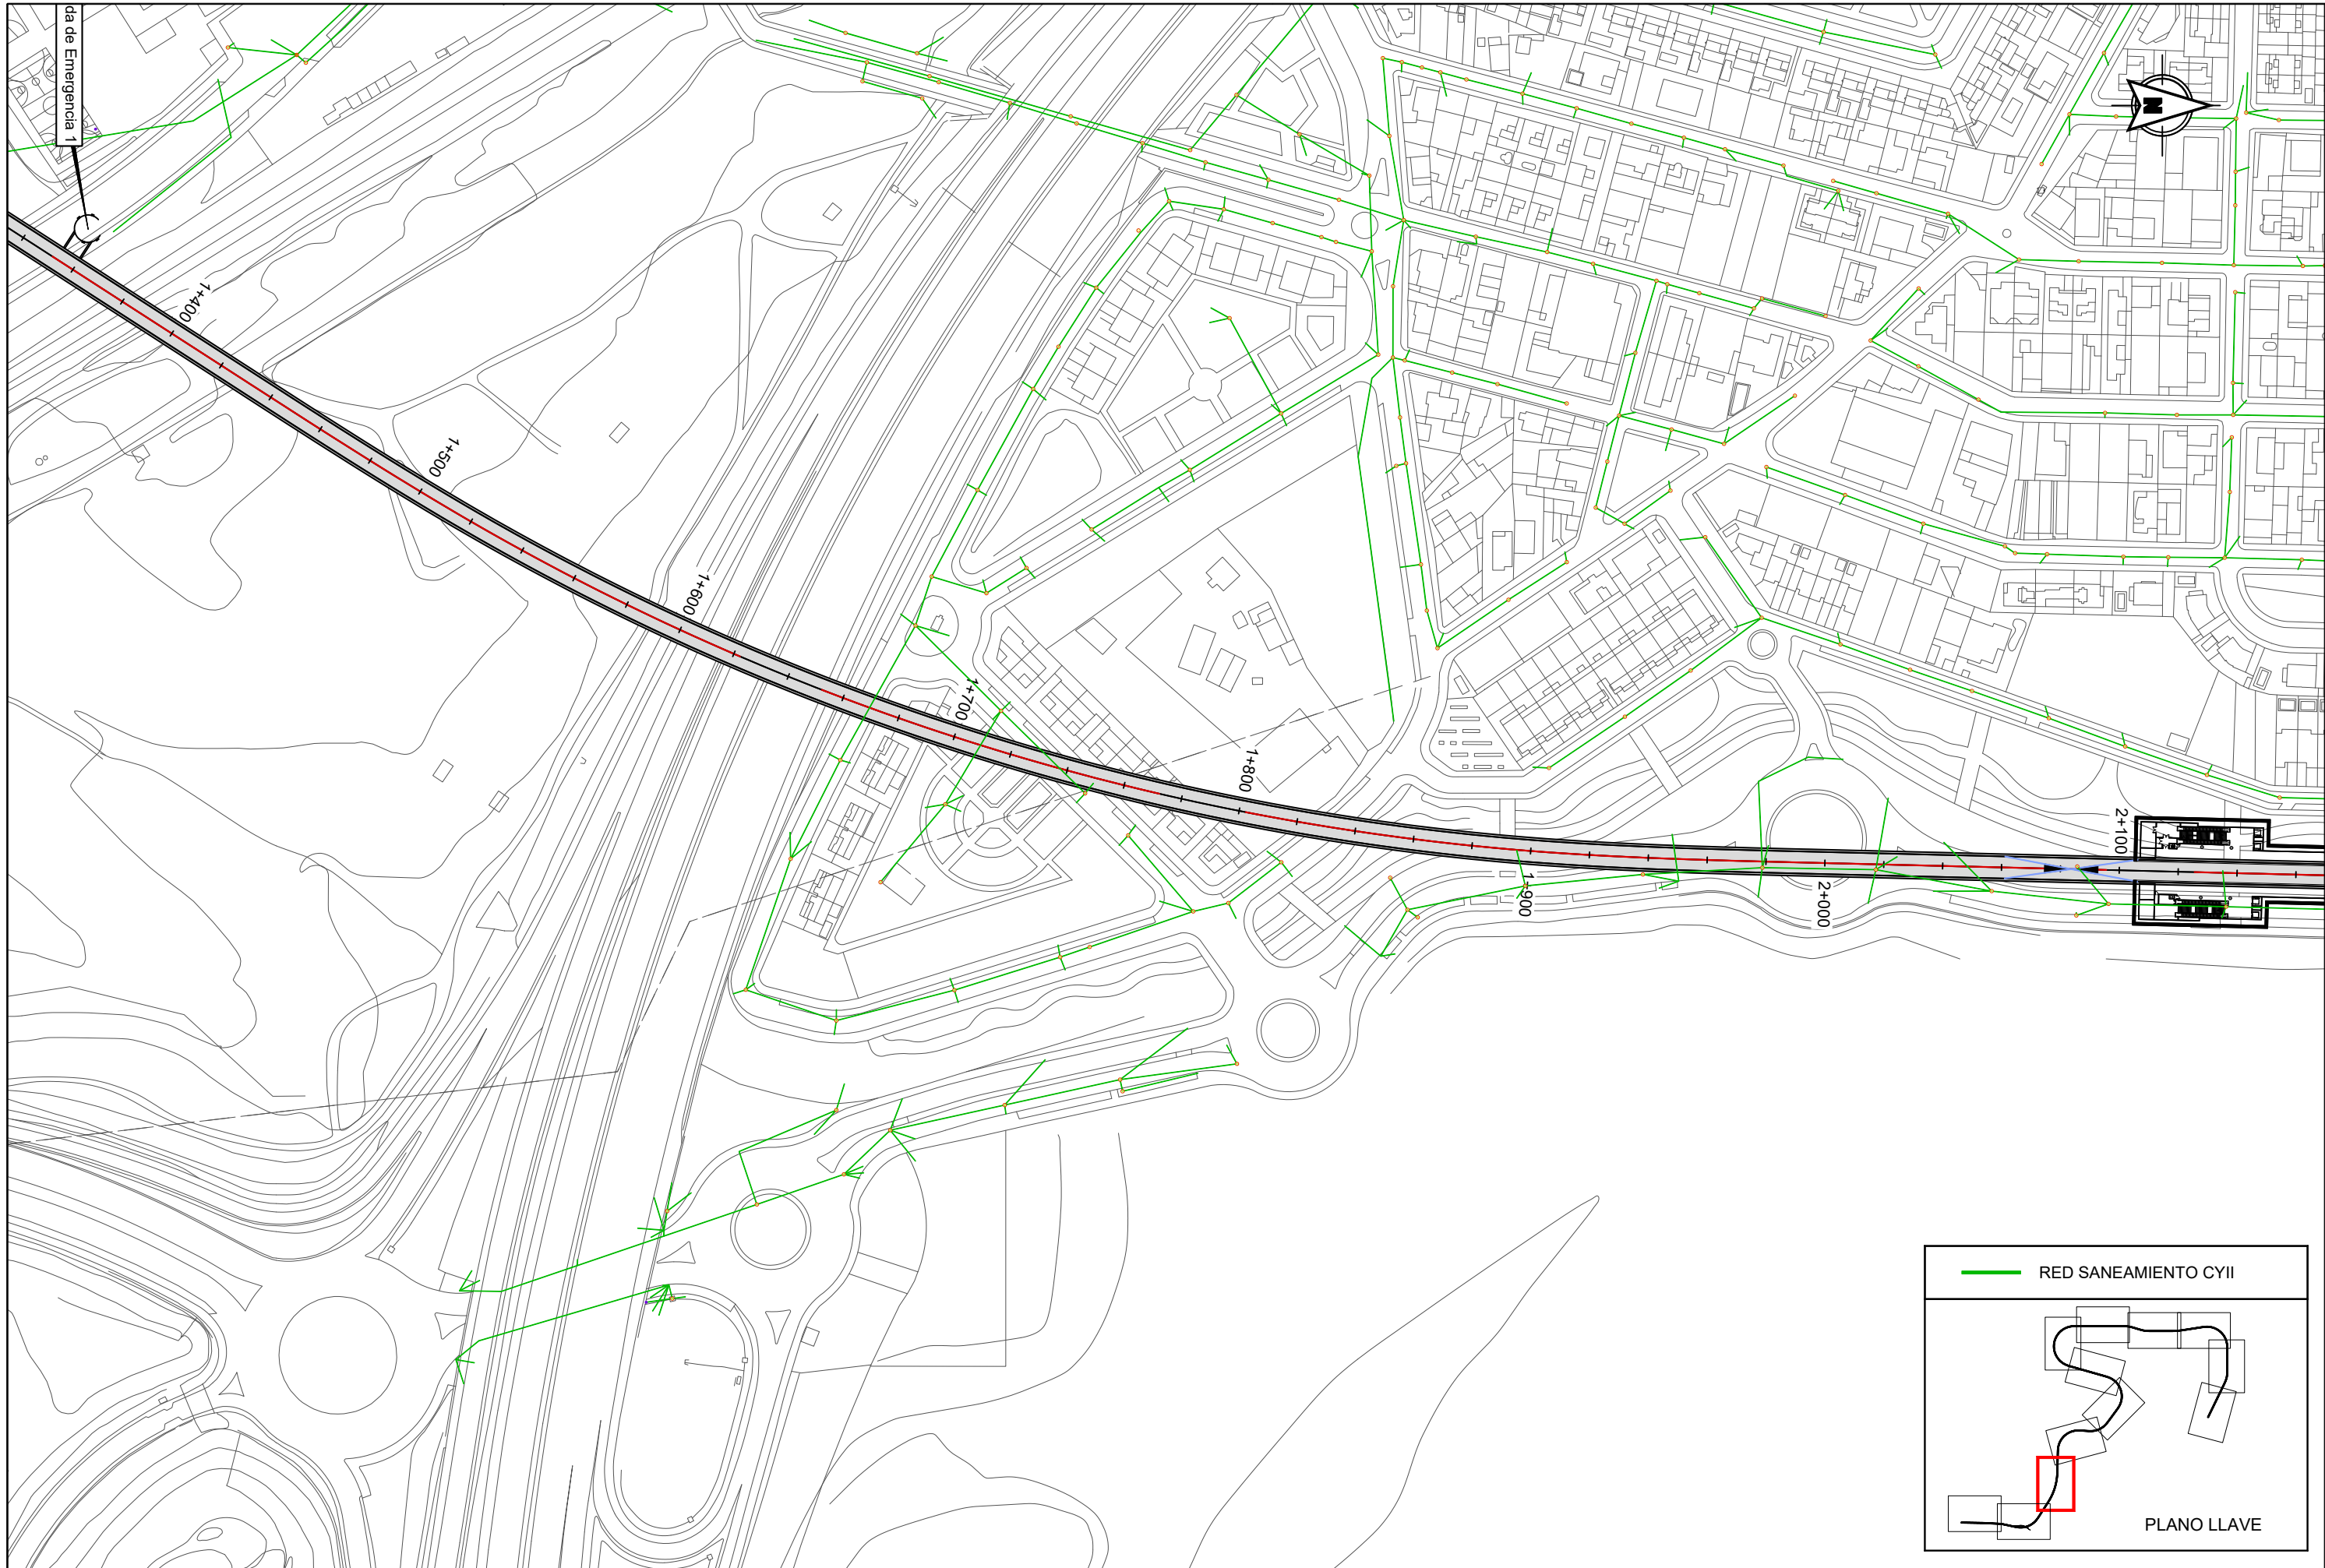 da de Emergencia 1
N
1+400
1+500
1+600
1+700
1+800
1+900
2+000
2+100
RED SANEAMIENTO CYII
PLANO LLAVE